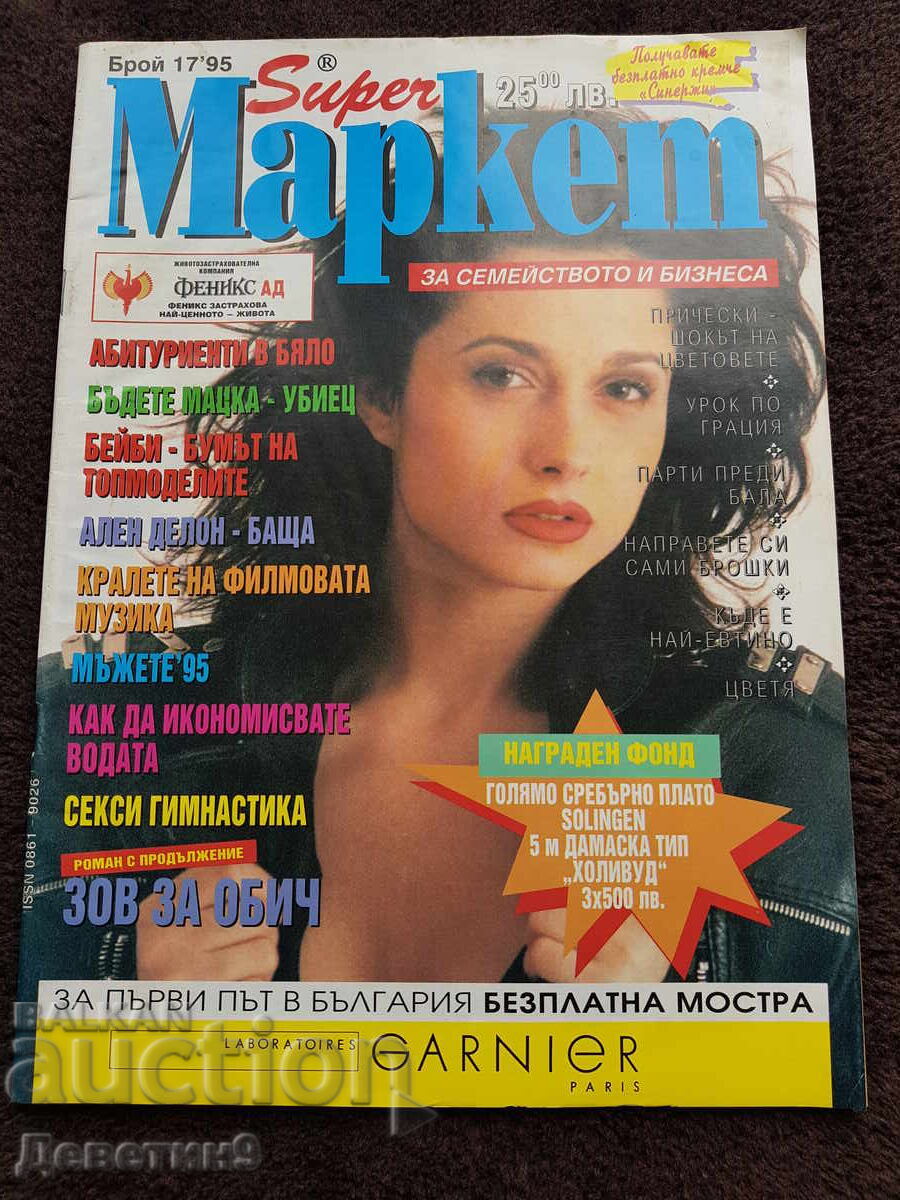 Брой 17'95
Super®
25⁰⁰ лв.
Получавате
безплатно кремче
«Синержи»
Маркет
ЗА СЕМЕЙСТВОТО И БИЗНЕСА
ЖИВОТОЗАСТРАХОВАТЕЛНА
КОМПАНИЯ
ФЕНИКС АД
ФЕНИКС ЗАСТРАХОВА
НАЙ-ЦЕННОТО – ЖИВОТА
АБИТУРИЕНТИ В БЯЛО
БЪДЕТЕ МАЦКА - УБИЕЦ
БЕЙБИ - БУМЪТ НА
ТОПМОДЕЛИТЕ
АЛЕН ДЕЛОН - БАЩА
КРАЛЕТЕ НА ФИЛМОВАТА
МУЗИКА
МЪЖЕТЕ'95
КАК ДА ИКОНОМИСВАТЕ
ВОДАТА
СЕКСИ ГИМНАСТИКА
РОМАН С ПРОДЪЛЖЕНИЕ
ЗОВ ЗА ОБИЧ
ПРИЧЕСКИ -
ШОКЪТ НА
ЦВЕТОВЕТЕ
УРОК ПО
ГРАЦИЯ
ПАРТИ ПРЕДИ
БАЛА
НАПРАВЕТЕ СИ
САМИ БРОШКИ
КЪДЕ Е
НАЙ-ЕВТИНО
ЦВЕТЯ
НАГРАДЕН ФОНД
ГОЛЯМО СРЕБЪРНО ПЛАТО
SOLINGEN
5 м ДАМАСКА ТИП
„ХОЛИВУД”
3х500 лв.
ISSN 0861 9026
ЗА ПЪРВИ ПЪТ В БЪЛГАРИЯ БЕЗПЛАТНА МОСТРА
LABORATOIRES GARNIER
PARIS
BALKAN
auction
Деветин9